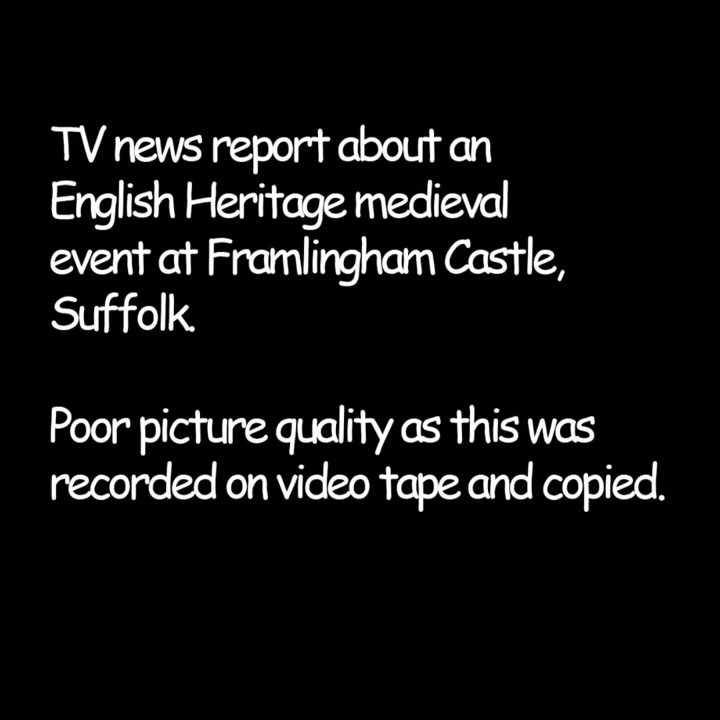 TV news report about an
English Heritage medieval
event at Framlingham Castle,
Suffolk.
Poor picture quality as this was
recorded on video tape and copied.